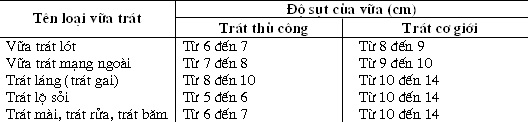 Tên loại vữa trát Độ sụt của vữa (cm)
Trát thủ công Trát cơ giới
Vữa trát lót Từ 6 đến 7 Từ 8 đến 9
Vữa trát mạng ngoài Từ 7 đến 8 Từ 9 đến 10
Trát láng (trát gai) Từ 8 đến 10 Từ 10 đến 14
Trát lộ sỏi Từ 5 đến 6 Từ 10 đến 14
Trát mài, trát rửa, trát băm Từ 6 đến 7 Từ 10 đến 14